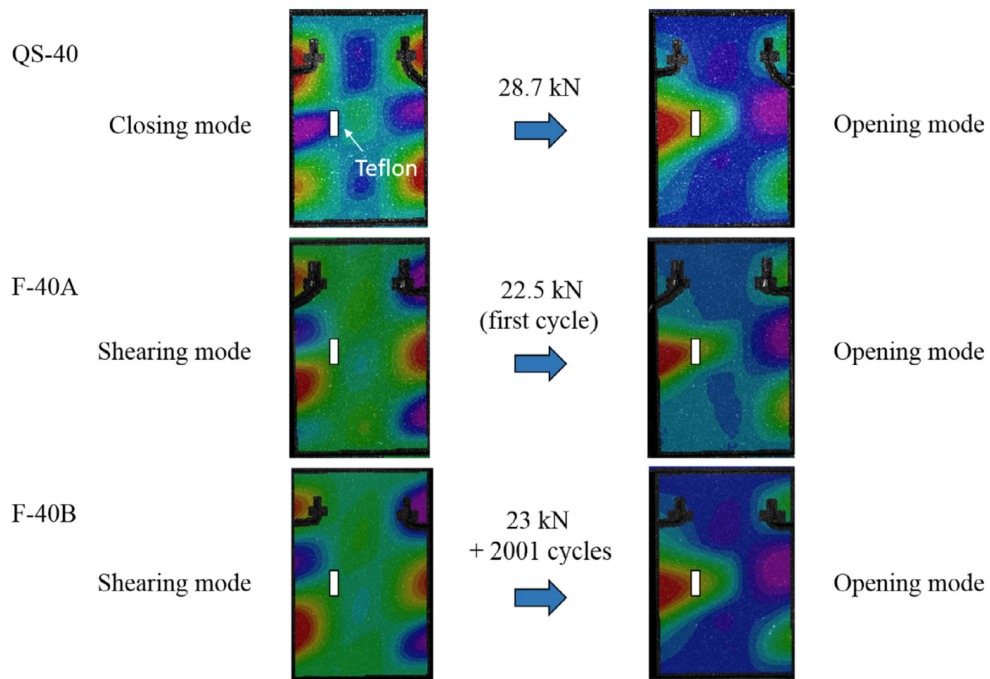 QS-40
Closing mode
Teflon
28.7 kN
Opening mode
F-40A
Shearing mode
22.5 kN
(first cycle)
Opening mode
F-40B
Shearing mode
23 kN
+ 2001 cycles
Opening mode